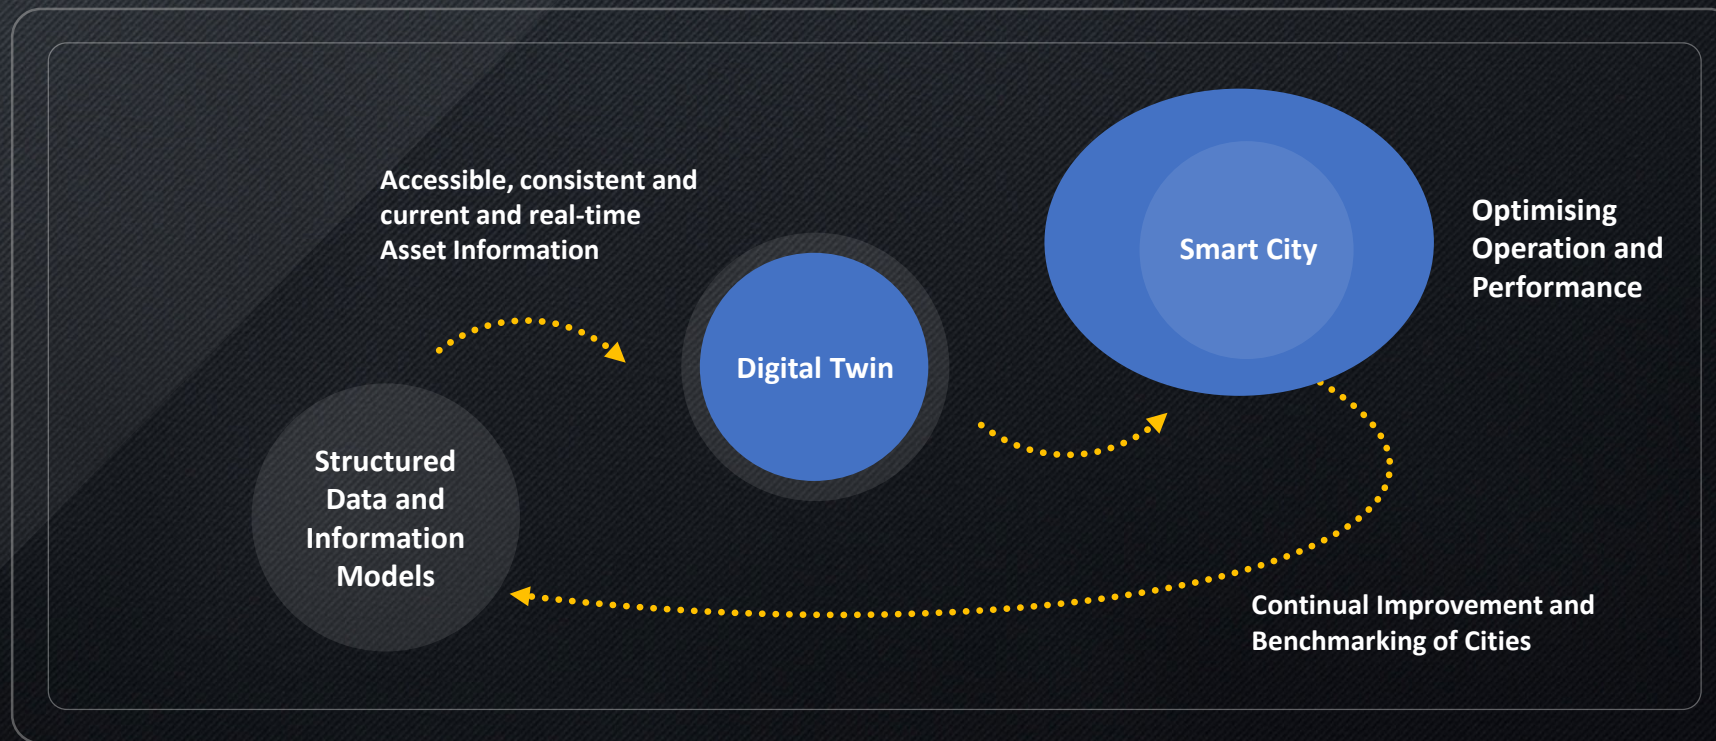 Accessible, consistent and
current and real-time
Asset Information
Structured
Data and
Information
Models
Digital Twin
Smart City
Optimising
Operation and
Performance
Continual Improvement and
Benchmarking of Cities